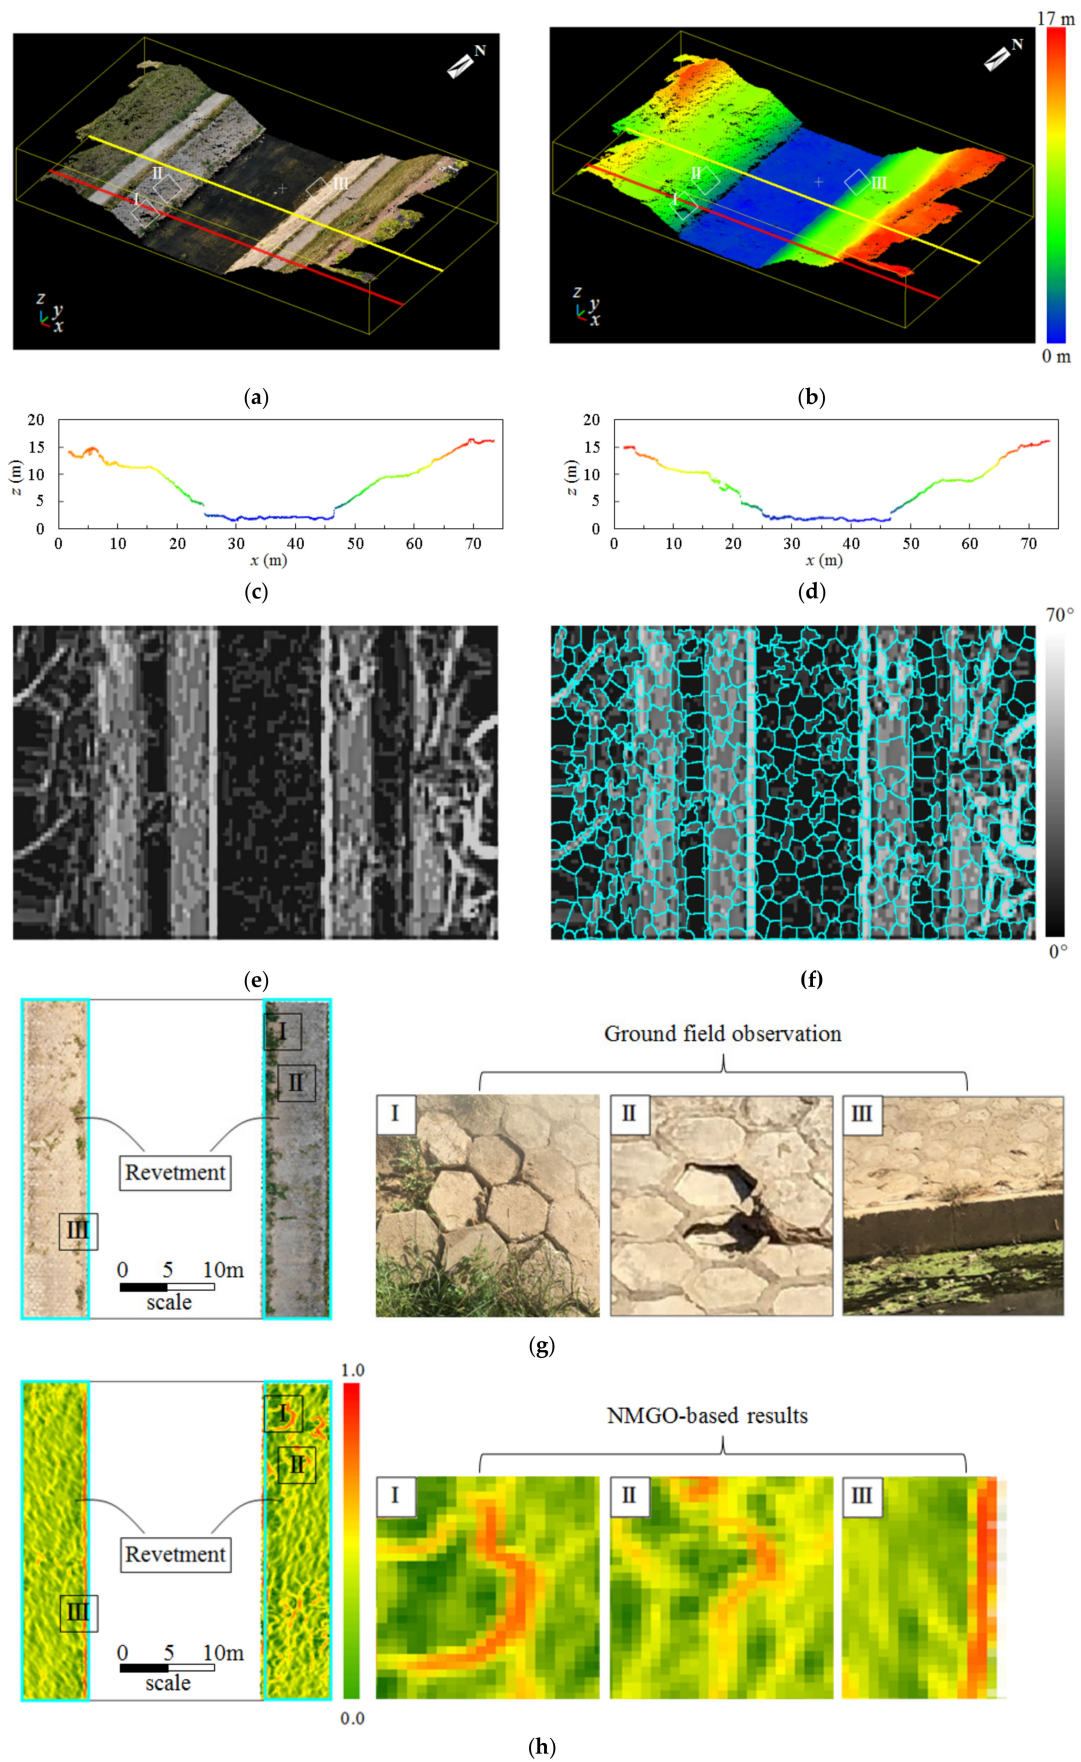 17 m
N
N
II
I
III
II
I
III
z
y
x
z
y
x
0 m
(a)
(b)
20
15
10
5
0
z (m)
0 10 20 30 40 50 60 70
x (m)
20
15
10
5
0
z (m)
0 10 20 30 40 50 60 70
x (m)
(c)
(d)
70°
0°
(e)
(f)
I
II
Revetment
III
0 5 10m
scale
Ground field observation
I
II
III
(g)
1.0
I
II
Revetment
III
0 5 10m
scale
0.0
NMGO-based results
I
II
III
(h)